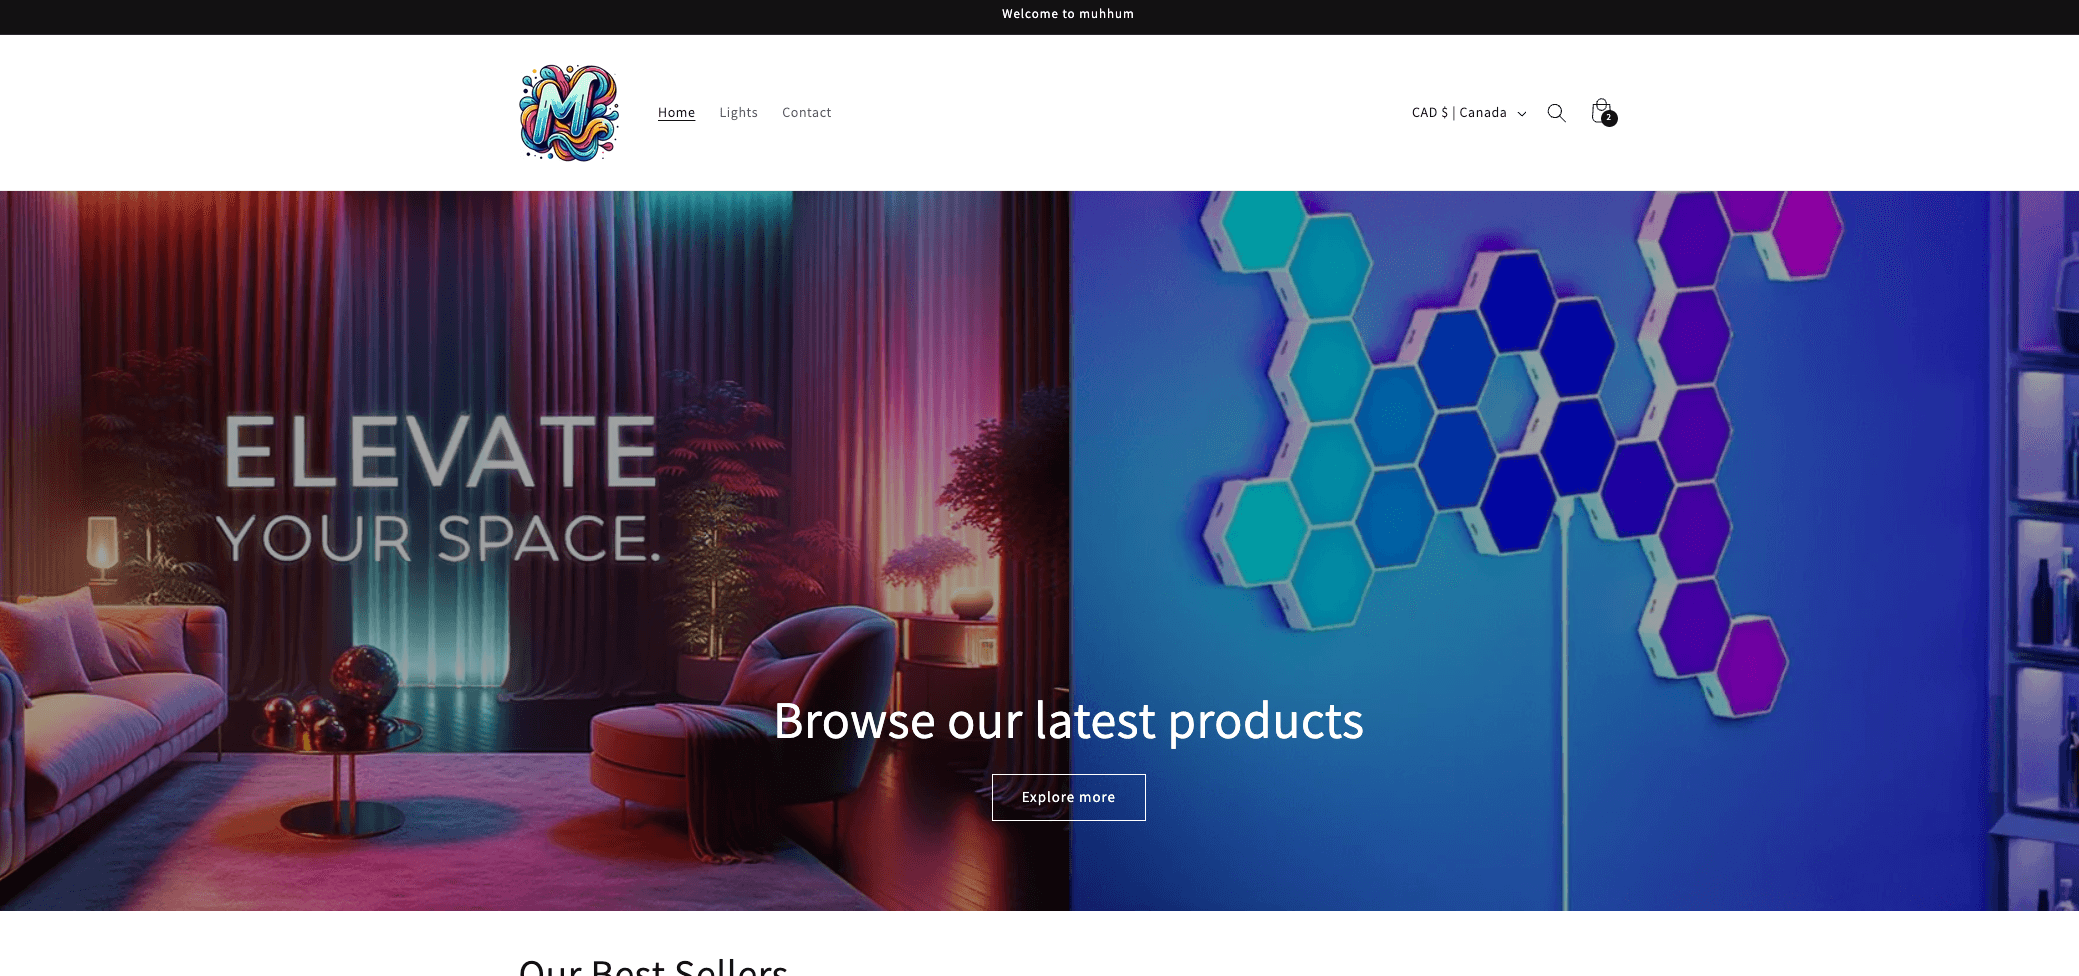 Welcome to muhhum
M
Home Lights Contact
CAD $ | Canada
2
ELEVATE
YOUR SPACE.
Browse our latest products
Explore more
Our Best Sellers